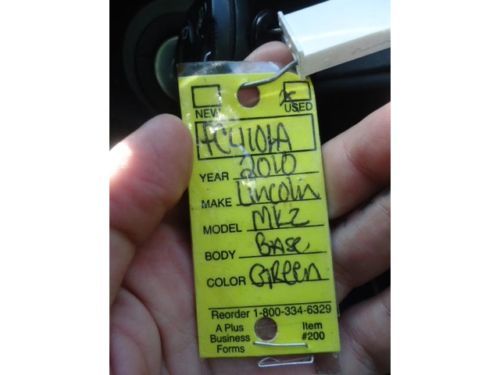 NEW USED
PC4101A
YEAR 2010
MAKE Lincoln
MODEL MKZ
BODY BASE
COLOR GREEN
Reorder 1-800-334-6329
A Plus Item
Business #200
Forms